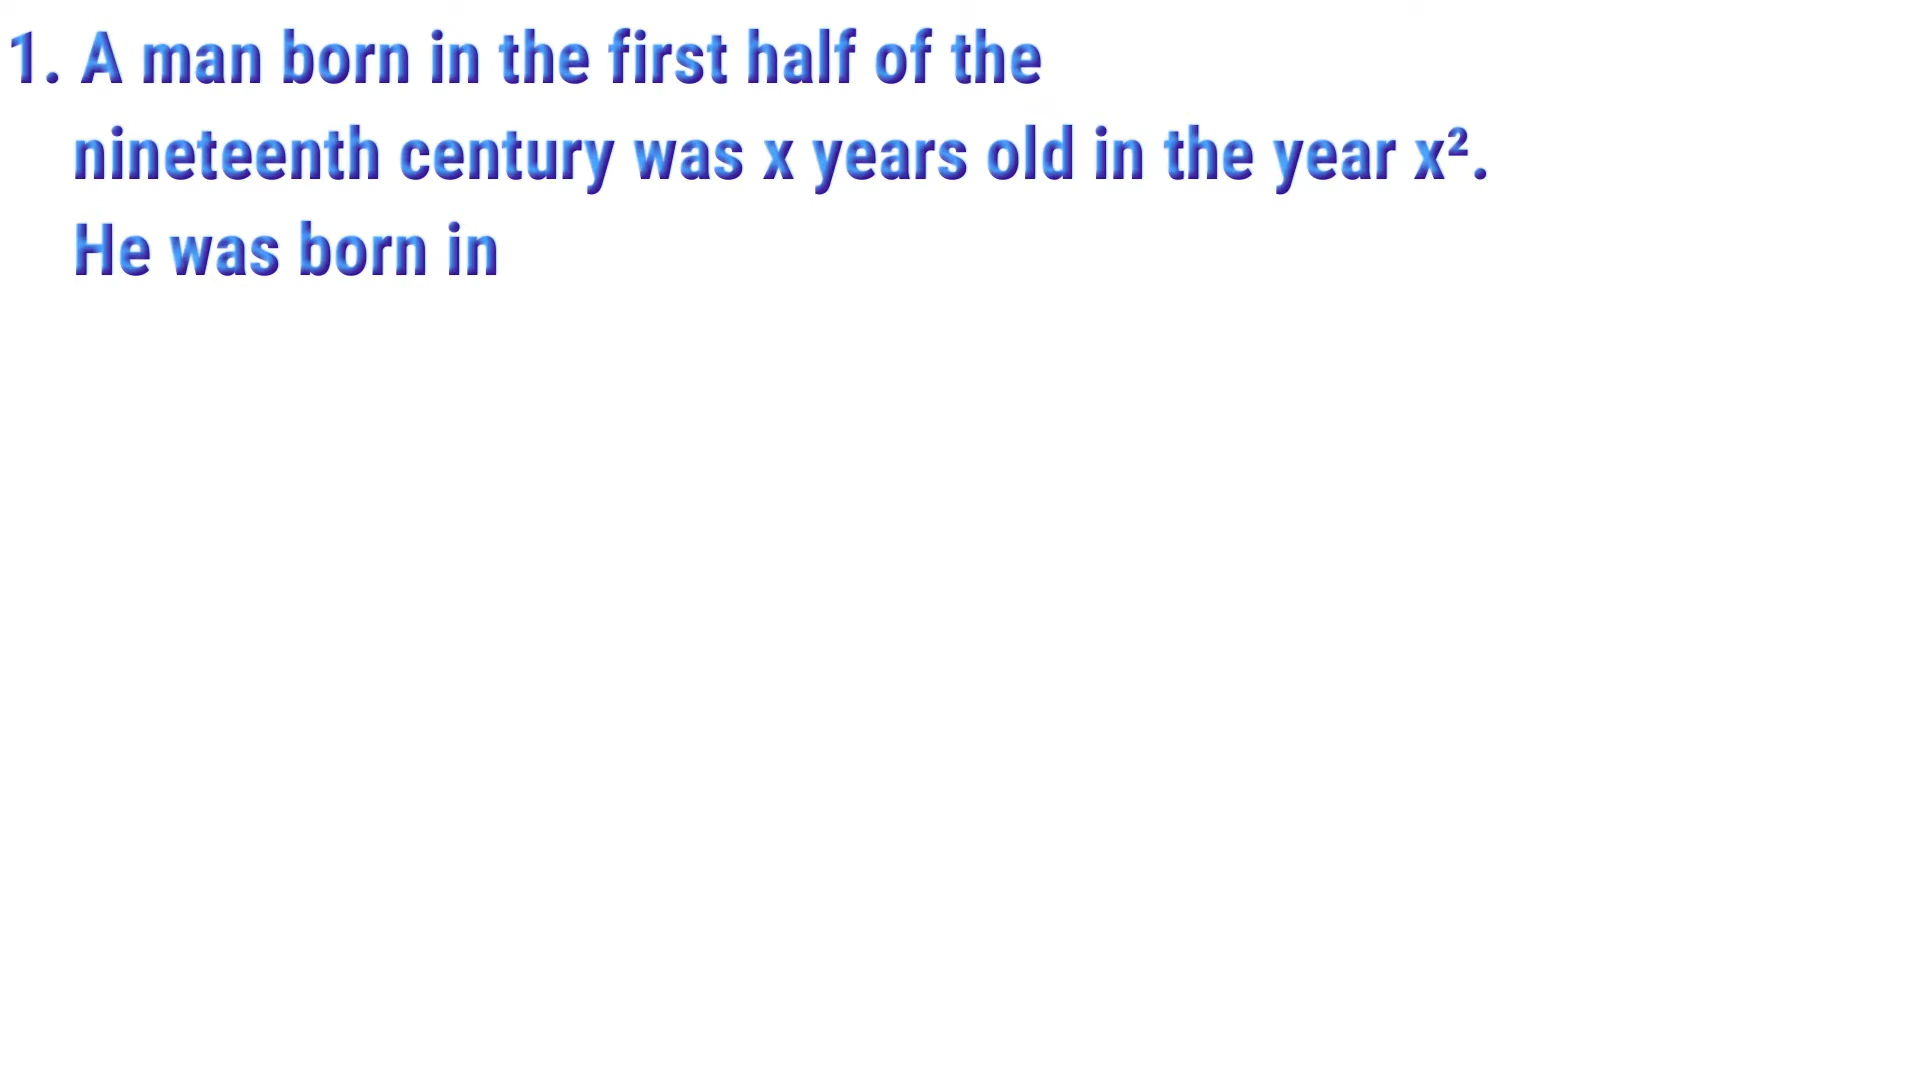 1. A man born in the first half of the
nineteenth century was x years old in the year x².
He was born in